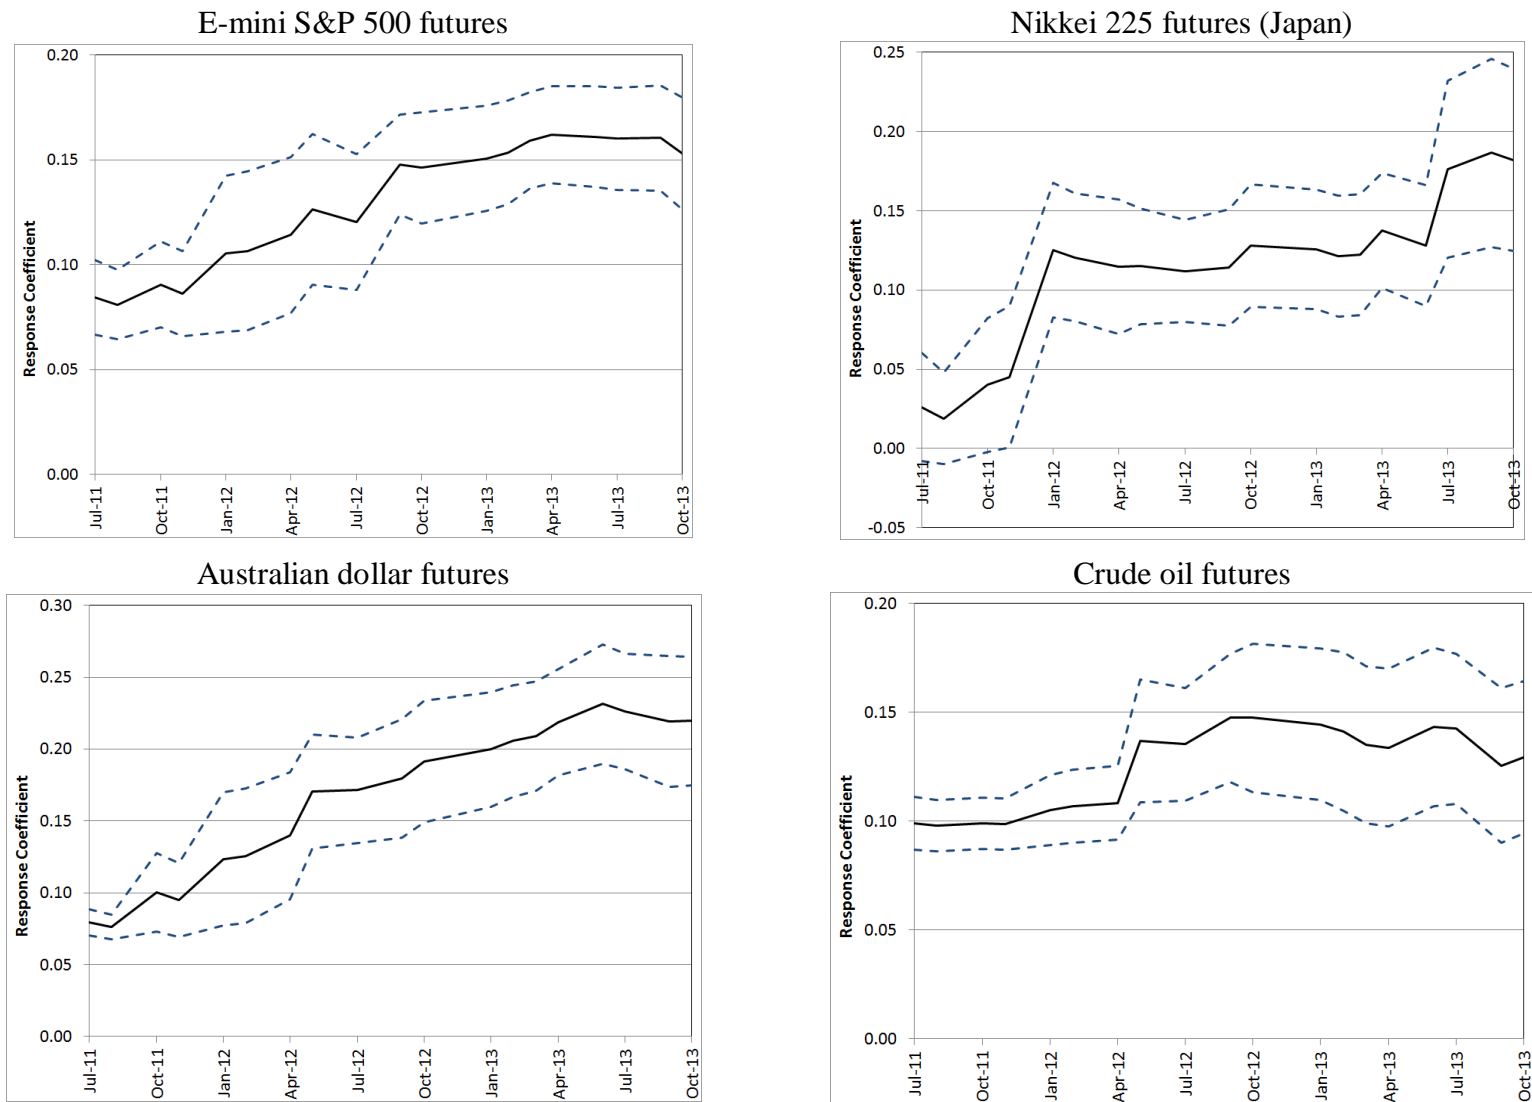 E-mini S&P 500 futures
0.20
0.15
0.10
0.05
0.00
Response Coefficient
Jul-11
Oct-11
Jan-12
Apr-12
Jul-12
Oct-12
Jan-13
Apr-13
Jul-13
Oct-13
Nikkei 225 futures (Japan)
0.25
0.20
0.15
0.10
0.05
0.00
-0.05
Response Coefficient
Jul-11
Oct-11
Jan-12
Apr-12
Jul-12
Oct-12
Jan-13
Apr-13
Jul-13
Oct-13
Australian dollar futures
0.30
0.25
0.20
0.15
0.10
0.05
0.00
Response Coefficient
Jul-11
Oct-11
Jan-12
Apr-12
Jul-12
Oct-12
Jan-13
Apr-13
Jul-13
Oct-13
Crude oil futures
0.20
0.15
0.10
0.05
0.00
Response Coefficient
Jul-11
Oct-11
Jan-12
Apr-12
Jul-12
Oct-12
Jan-13
Apr-13
Jul-13
Oct-13